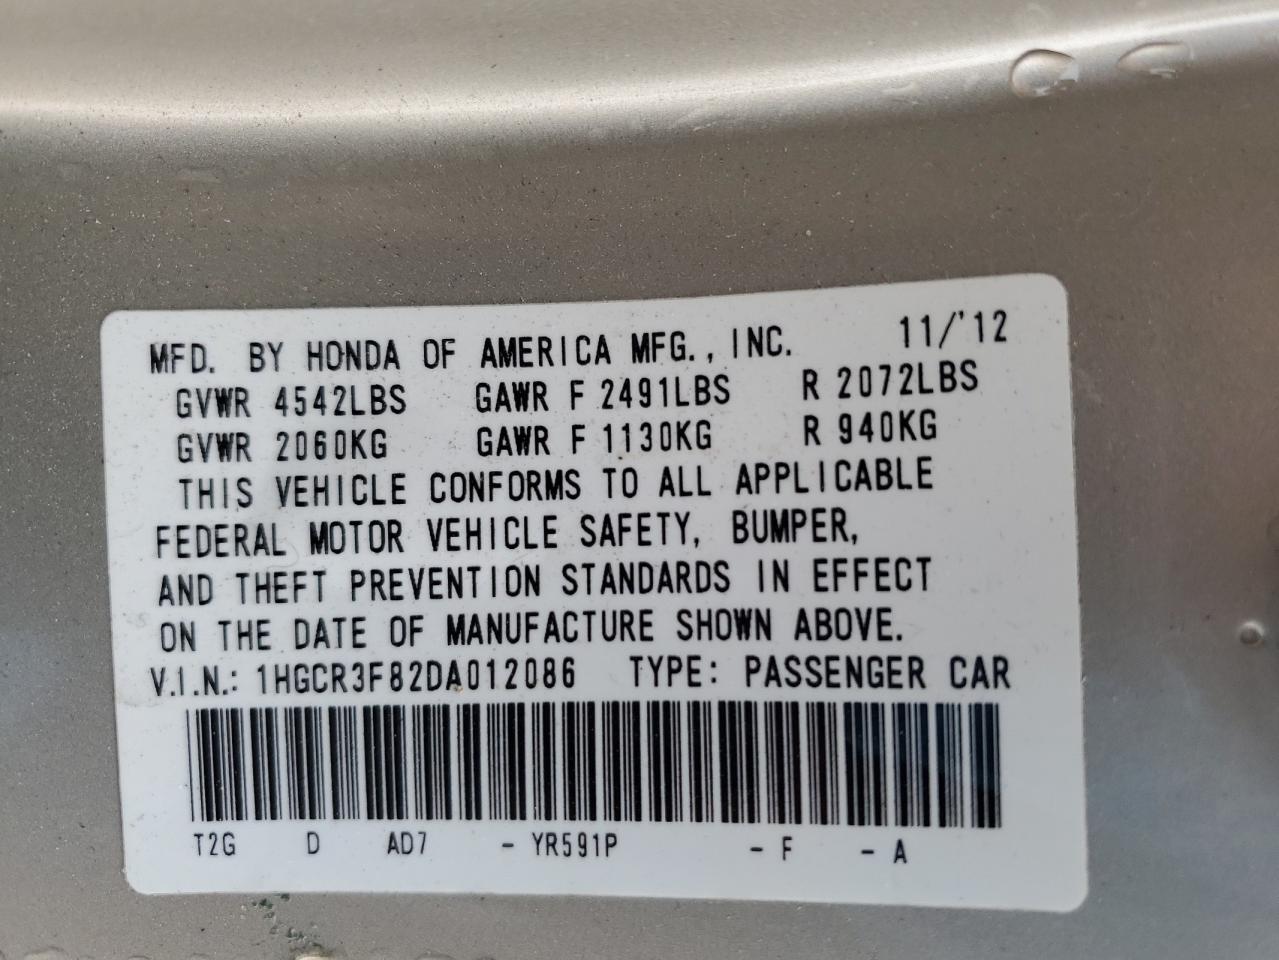 MFD. BY HONDA OF AMERICA MFG., INC. 11/'12
GVWR 4542LBS GAWR F 2491LBS R 2072LBS
GVWR 2060KG GAWR F 1130KG R 940KG
THIS VEHICLE CONFORMS TO ALL APPLICABLE
FEDERAL MOTOR VEHICLE SAFETY, BUMPER,
AND THEFT PREVENTION STANDARDS IN EFFECT
ON THE DATE OF MANUFACTURE SHOWN ABOVE.
V.I.N.: 1HGCR3F82DA012086 TYPE: PASSENGER CAR
T2G D AD7 - YR591P - F - A